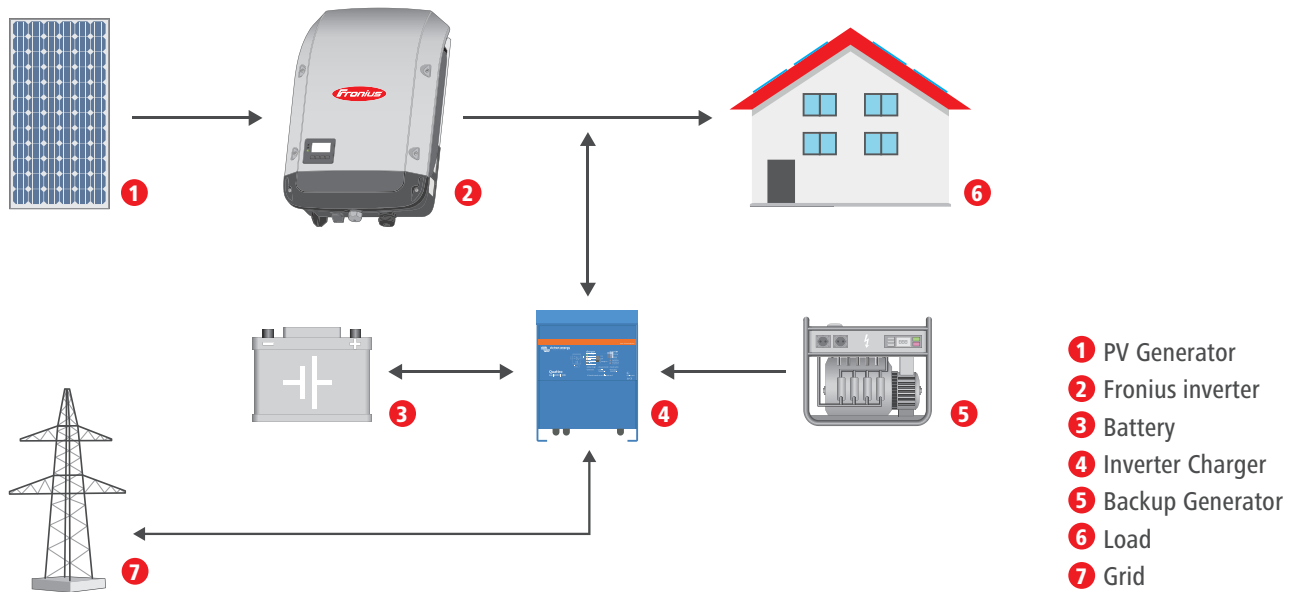 Fronius
1
2
6
- +
3
4
5
7
1 PV Generator
2 Fronius inverter
3 Battery
4 Inverter Charger
5 Backup Generator
6 Load
7 Grid